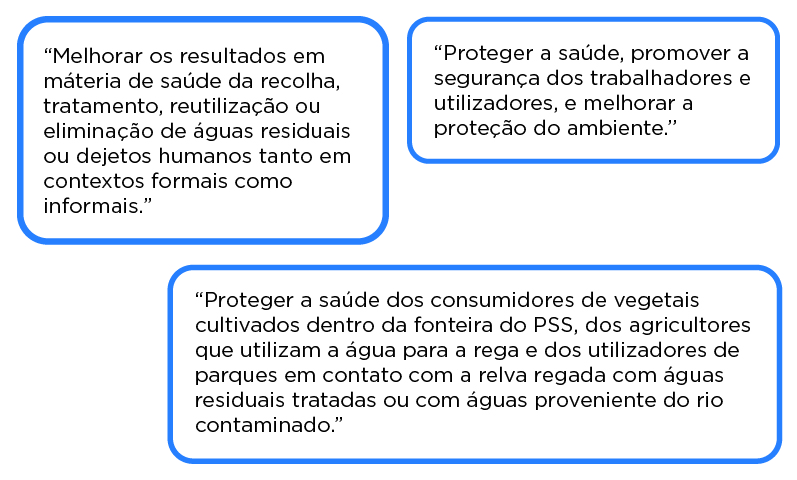 “Melhorar os resultados em
máteria de saúde da recolha,
tratamento, reutilização ou
eliminação de águas residuais
ou dejetos humanos tanto em
contextos formais como
informais.”
“Proteger a saúde, promover a
segurança dos trabalhadores e
utilizadores, e melhorar a
proteção do ambiente.’’
“Proteger a saúde dos consumidores de vegetais
cultivados dentro da fonteira do PSS, dos agricultores
que utilizam a água para a rega e dos utilizadores de
parques em contato com a relva regada com águas
residuais tratadas ou com águas proveniente do rio
contaminado.”